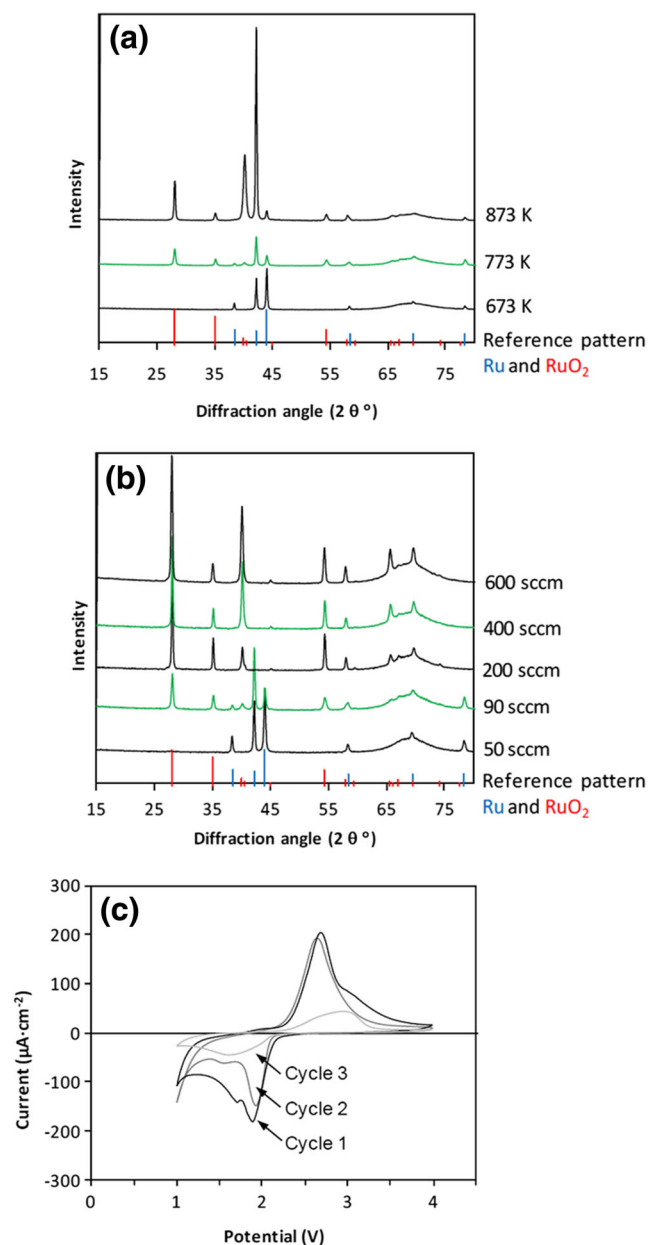 (a)
Intensity
873 K
773 K
673 K
Reference pattern
Ru and RuO₂
15 25 35 45 55 65 75
Diffraction angle (2 θ °)
(b)
Intensity
600 sccm
400 sccm
200 sccm
90 sccm
50 sccm
Reference pattern
Ru and RuO₂
15 25 35 45 55 65 75
Diffraction angle (2 θ °)
(c)
Current (µA·cm⁻²)
300
200
100
0
-100
-200
-300
Cycle 3
Cycle 2
Cycle 1
0 1 2 3 4
Potential (V)